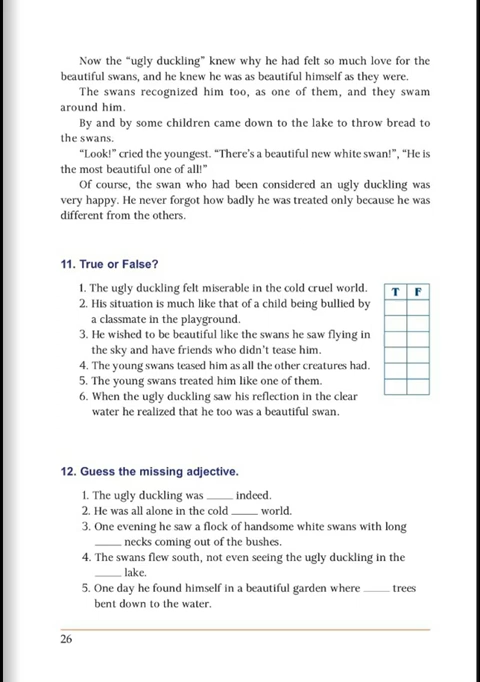 Now the “ugly duckling” knew why he had felt so much love for the
beautiful swans, and he knew he was as beautiful himself as they were.
The swans recognized him too, as one of them, and they swam
around him.
By and by some children came down to the lake to throw bread to
the swans.
“Look!” cried the youngest. “There’s a beautiful new white swan!”, “He is
the most beautiful one of all!”
Of course, the swan who had been considered an ugly duckling was
very happy. He never forgot how badly he was treated only because he was
different from the others.
11. True or False?
1. The ugly duckling felt miserable in the cold cruel world.
2. His situation is much like that of a child being bullied by
a classmate in the playground.
3. He wished to be beautiful like the swans he saw flying in
the sky and have friends who didn’t tease him.
4. The young swans teased him as all the other creatures had.
5. The young swans treated him like one of them.
6. When the ugly duckling saw his reflection in the clear
water he realized that he too was a beautiful swan.
T F
12. Guess the missing adjective.
1. The ugly duckling was _____ indeed.
2. He was all alone in the cold _____ world.
3. One evening he saw a flock of handsome white swans with long
_____ necks coming out of the bushes.
4. The swans flew south, not even seeing the ugly duckling in the
_____ lake.
5. One day he found himself in a beautiful garden where _____ trees
bent down to the water.
26